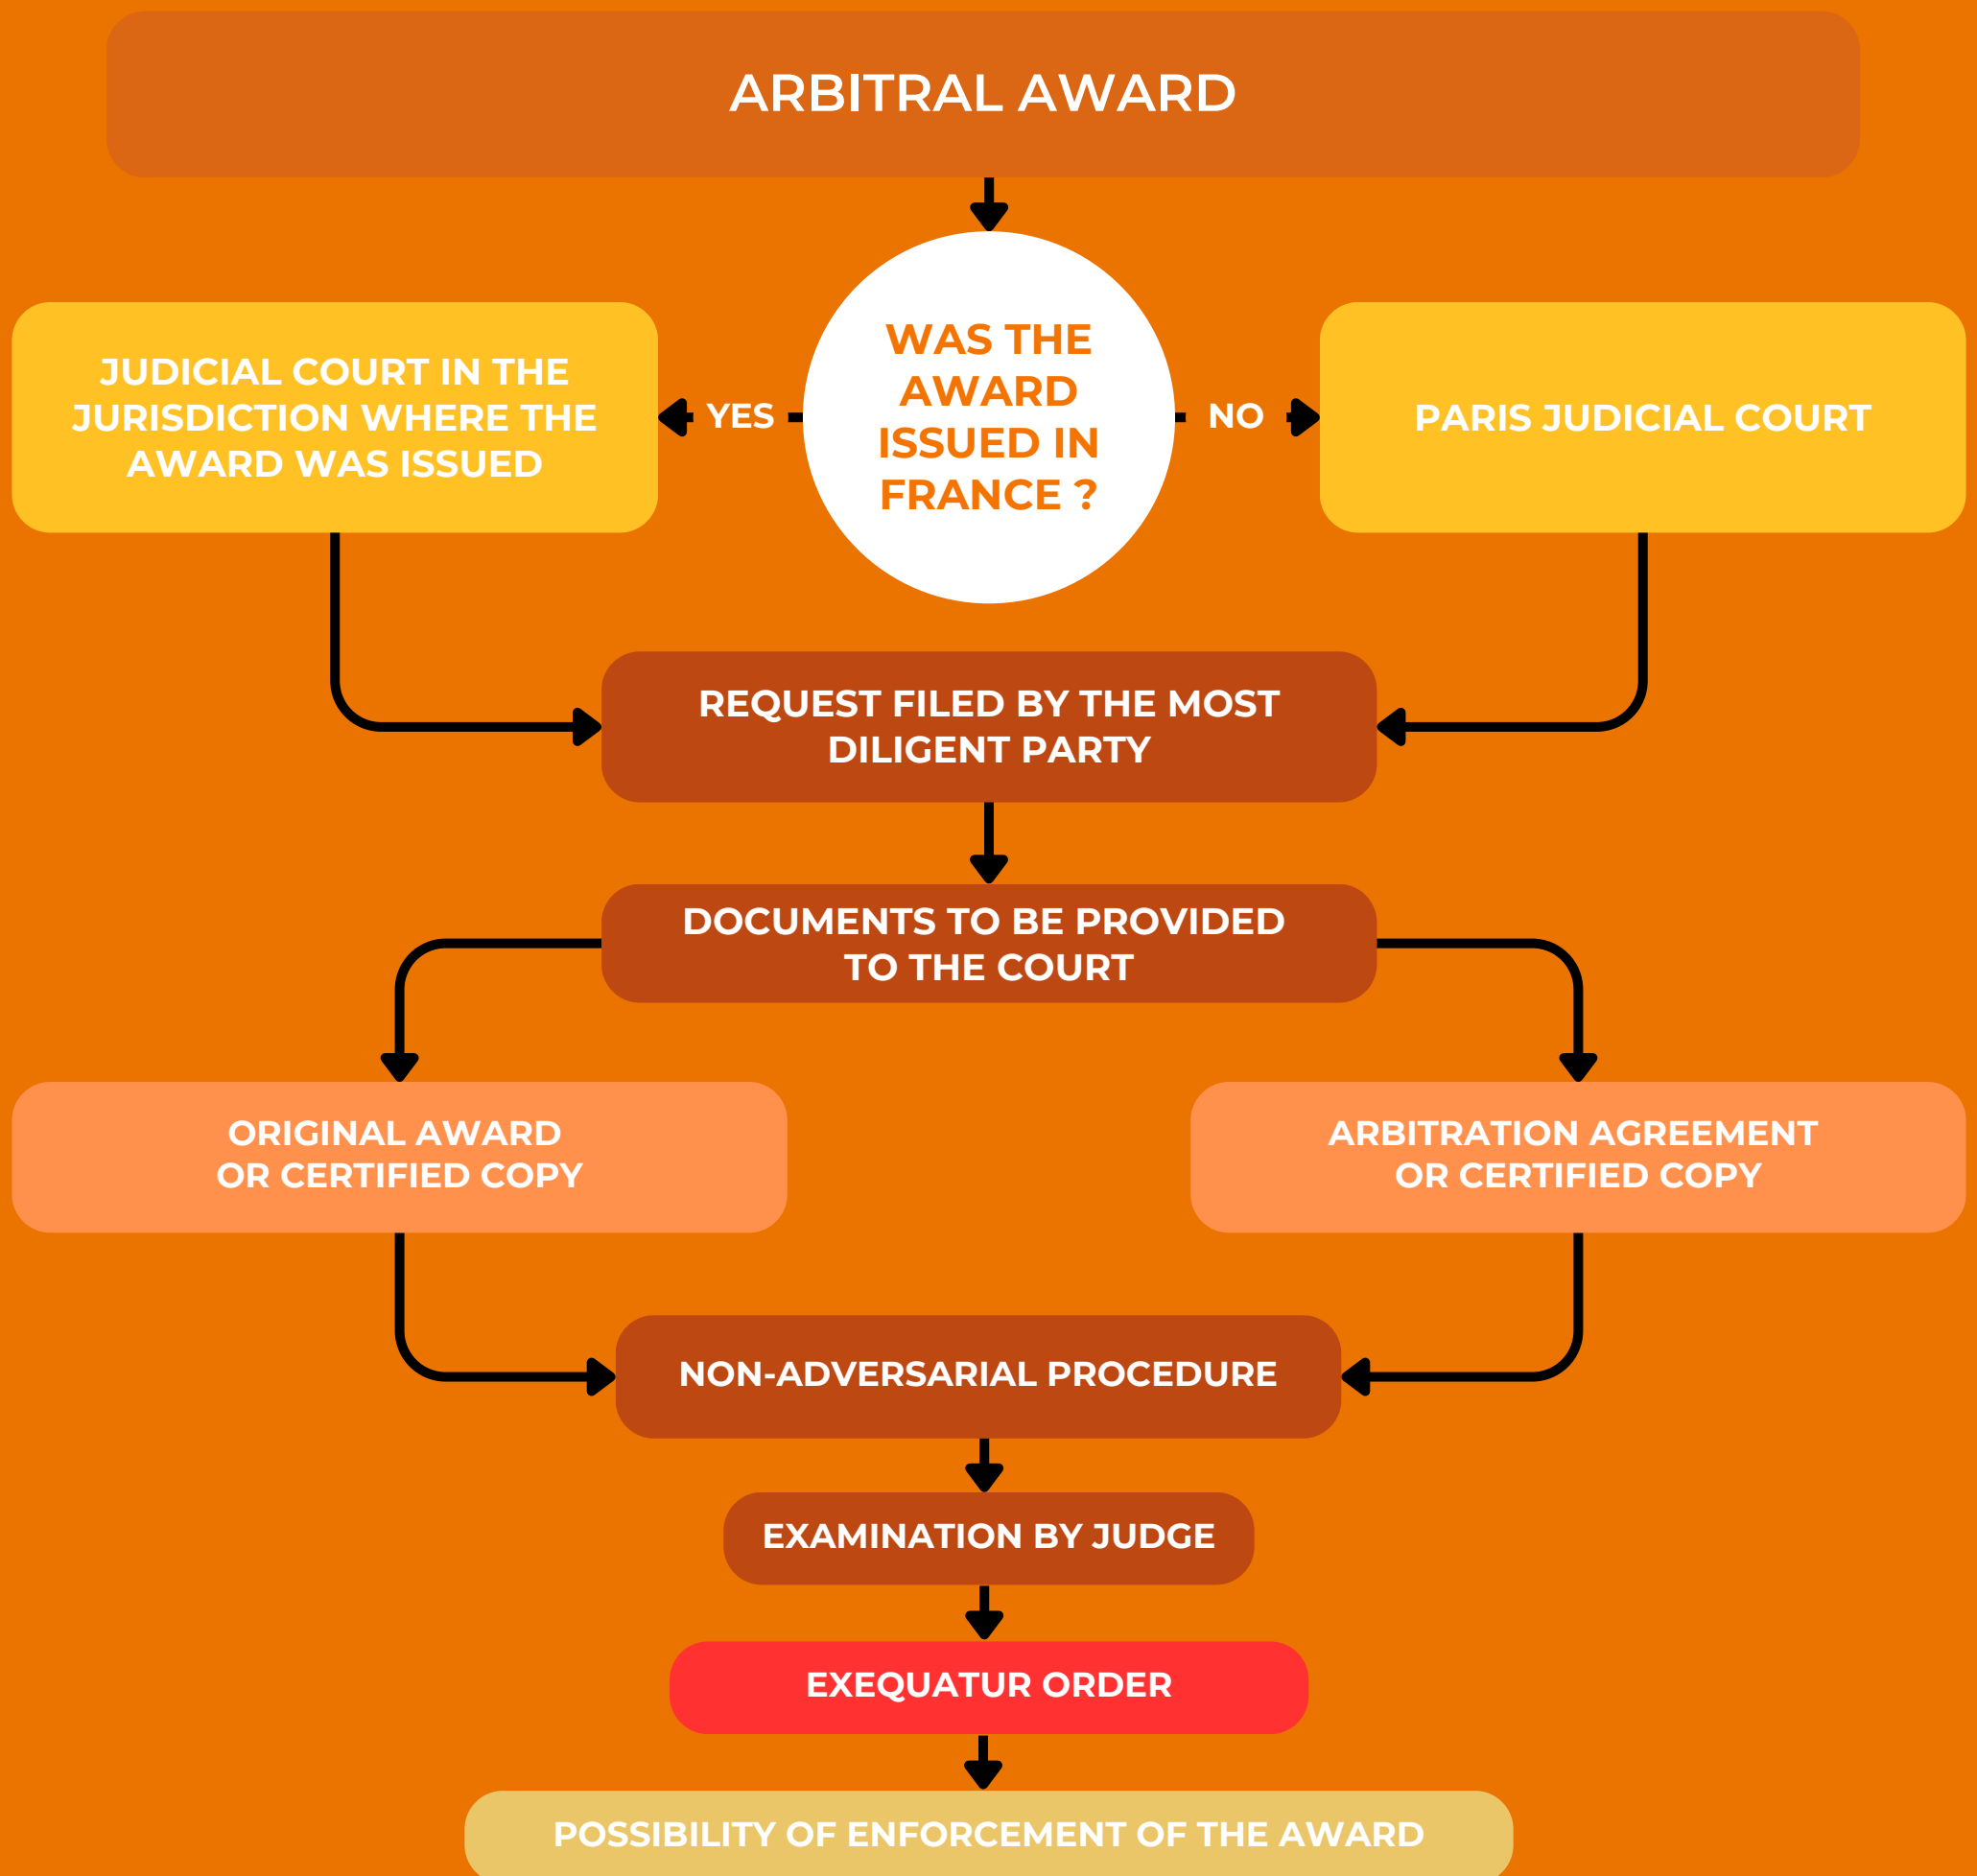 ARBITRAL AWARD
WAS THE
AWARD
ISSUED IN
FRANCE ?
YES
NO
JUDICIAL COURT IN THE
JURISDICTION WHERE THE
AWARD WAS ISSUED
PARIS JUDICIAL COURT
REQUEST FILED BY THE MOST
DILIGENT PARTY
DOCUMENTS TO BE PROVIDED
TO THE COURT
ORIGINAL AWARD
OR CERTIFIED COPY
ARBITRATION AGREEMENT
OR CERTIFIED COPY
NON-ADVERSARIAL PROCEDURE
EXAMINATION BY JUDGE
EXEQUATUR ORDER
POSSIBILITY OF ENFORCEMENT OF THE AWARD